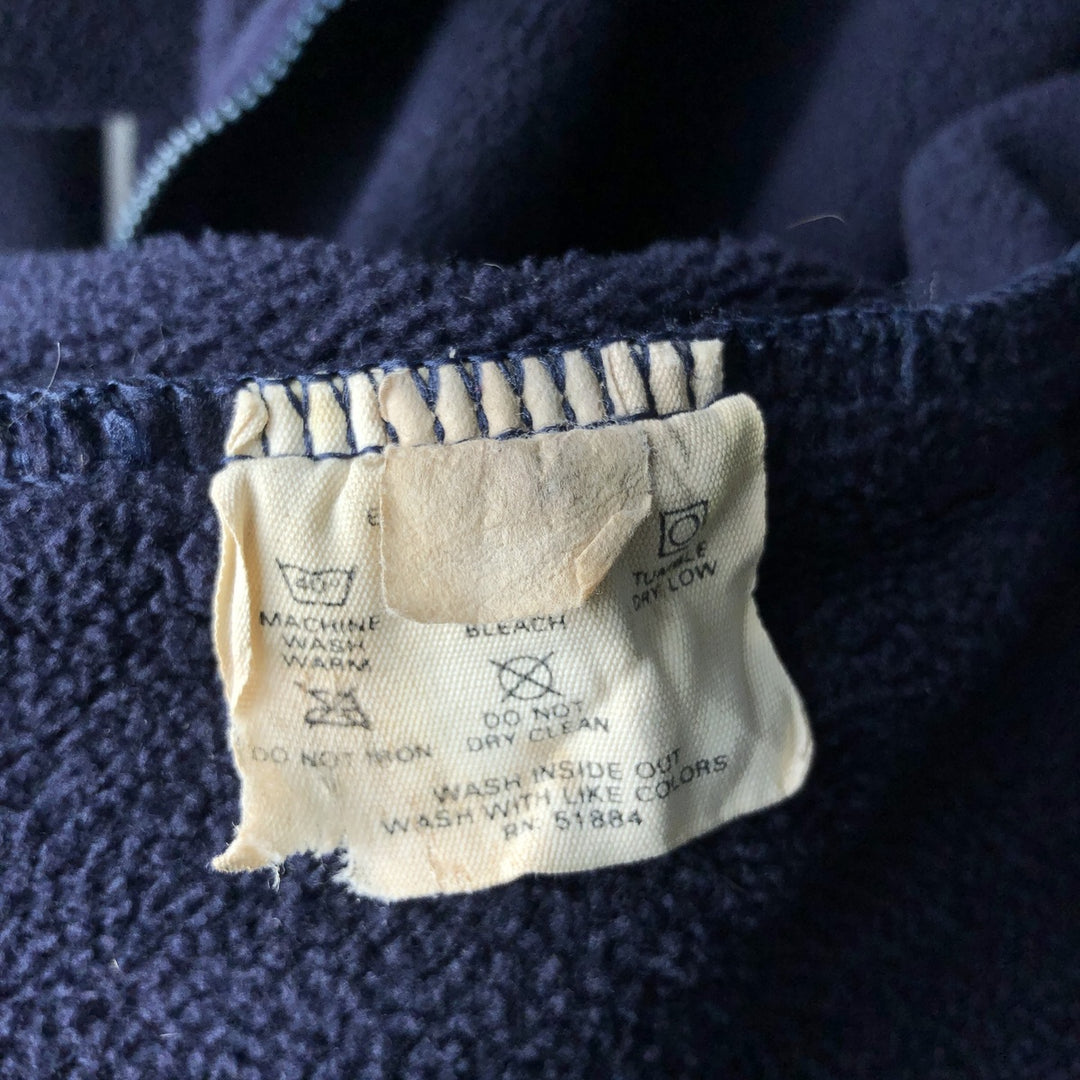 40°
MACHINE
WASH
WARM
BLEACH
TUMBLE
DRY LOW
DO NOT IRON
DO NOT
DRY CLEAN
WASH INSIDE OUT
WASH WITH LIKE COLORS
RN: 51884